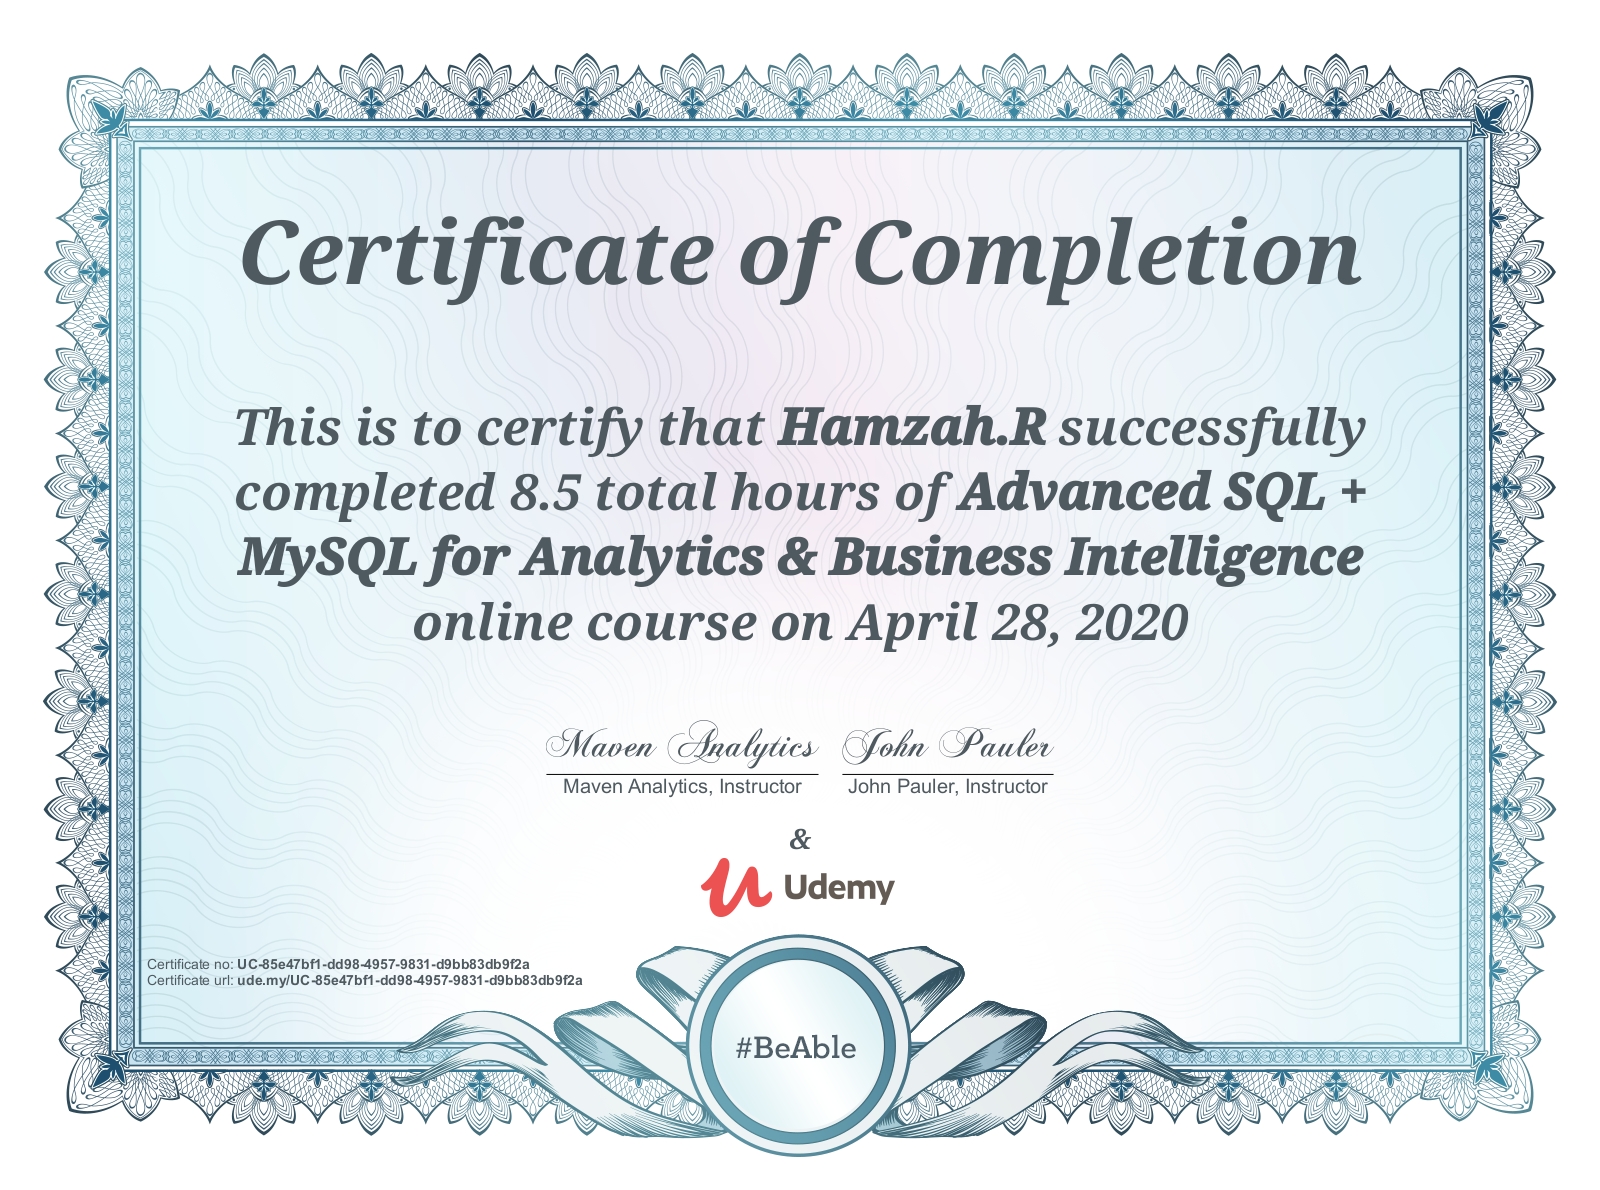 Certificate of Completion
This is to certify that Hamzah.R successfully
completed 8.5 total hours of Advanced SQL +
MySQL for Analytics & Business Intelligence
online course on April 28, 2020
Maven Analytics John Pauler
Maven Analytics, Instructor John Pauler, Instructor
&
Udemy
Certificate no: UC-85e47bf1-dd98-4957-9831-d9bb83db9f2a
Certificate url: ude.my/UC-85e47bf1-dd98-4957-9831-d9bb83db9f2a
#BeAble